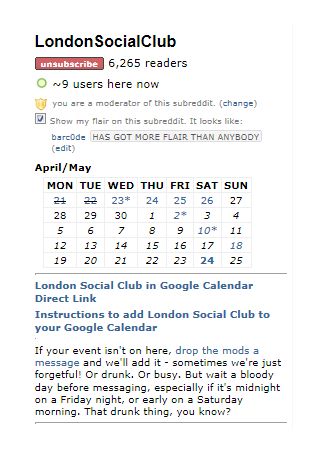 LondonSocialClub
unsubscribe 6,265 readers
~9 users here now
you are a moderator of this subreddit. (change)
Show my flair on this subreddit. It looks like:
barc0de HAS GOT MORE FLAIR THAN ANYBODY
(edit)
April/May
MON TUE WED THU FRI SAT SUN
21 22 23* 24 25 26 27
28 29 30 1 2* 3 4
5 6 7 8 9 10* 11
12 13 14 15 16 17 18
19 20 21 22 23 24 25
London Social Club in Google Calendar
Direct Link
Instructions to add London Social Club to
your Google Calendar
If your event isn't on here, drop the mods a
message and we'll add it - sometimes we're just
forgetful! Or drunk. Or busy. But wait a bloody
day before messaging, especially if it's midnight
on a Friday night, or early on a Saturday
morning. That drunk thing, you know?